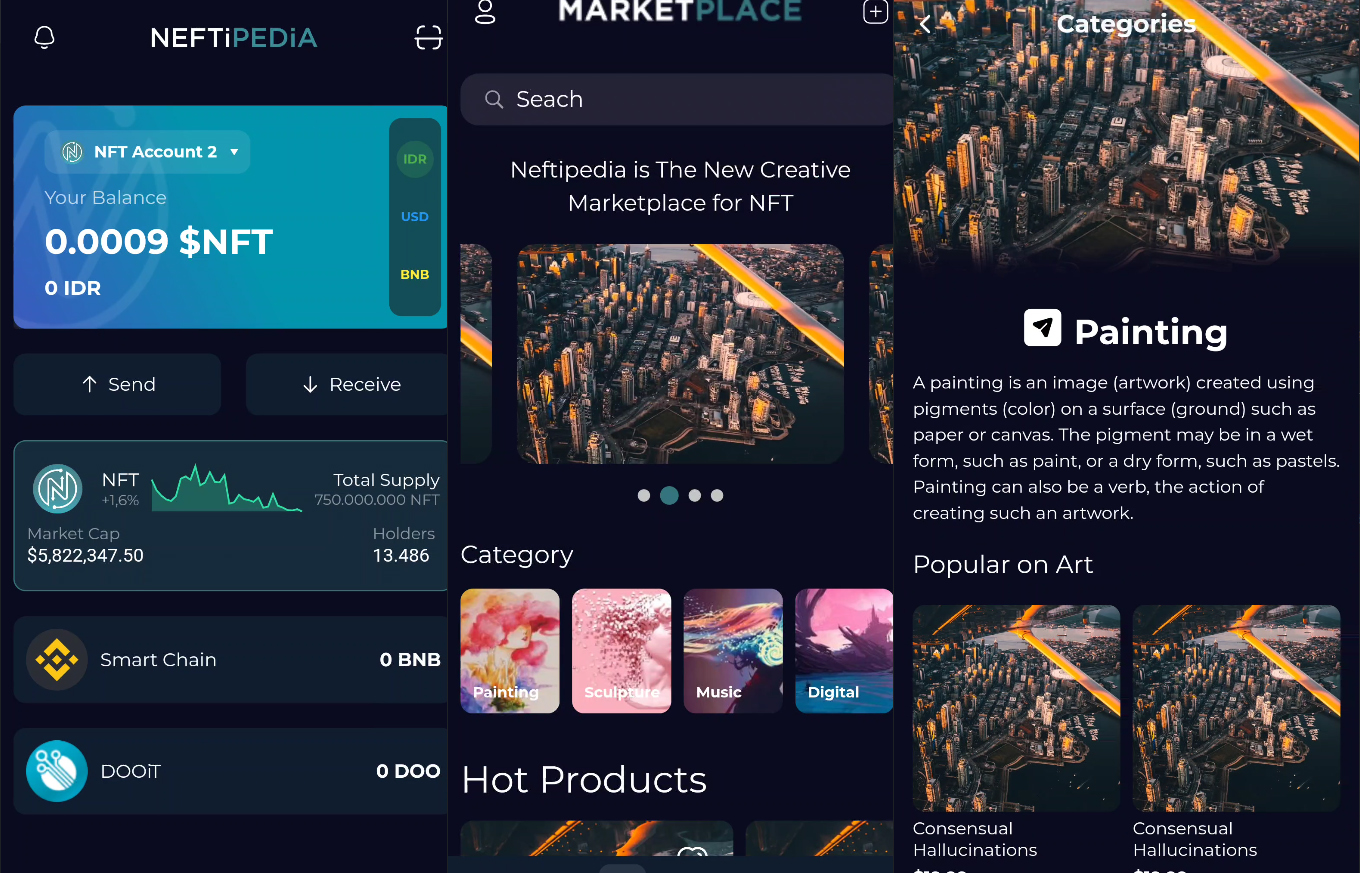 NEFTiPEDiA
NFT Account 2
IDR
Your Balance
USD
0.0009 $NFT
BNB
0 IDR
Send
Receive
NFT
+1,6%
Total Supply
750.000.000 NFT
Market Cap
$5,822,347.50
Holders
13.486
Smart Chain
0 BNB
DOOiT
0 DOO
MARKETPLACE
Seach
Neftipedia is The New Creative
Marketplace for NFT
Category
Painting
Sculpture
Music
Digital
Hot Products
Categories
Painting
A painting is an image (artwork) created using
pigments (color) on a surface (ground) such as
paper or canvas. The pigment may be in a wet
form, such as paint, or a dry form, such as pastels.
Painting can also be a verb, the action of
creating such an artwork.
Popular on Art
Consensual
Hallucinations
Consensual
Hallucinations